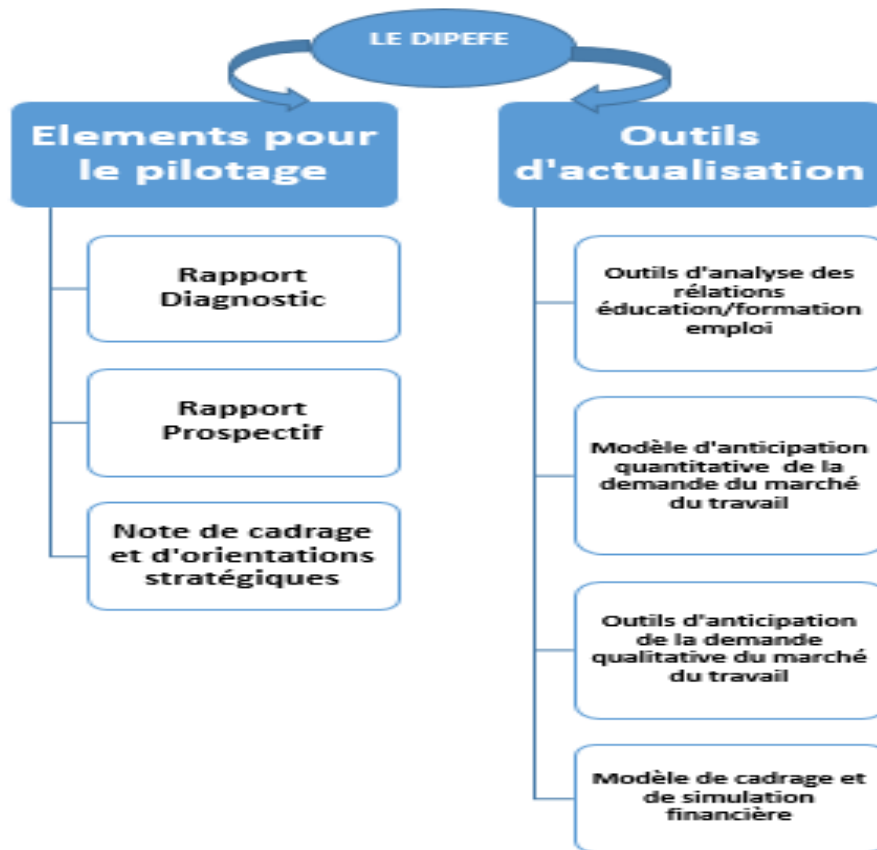 LE DIPEFE
Elements pour
le pilotage
Rapport
Diagnostic
Rapport
Prospectif
Note de cadrage
et d'orientations
stratégiques
Outils
d'actualisation
Outils d'analyse des
rélations
éducation/formation
emploi
Modèle d'anticipation
quantitative de la
demande du marché
du travail
Outils d'anticipation
de la demande
qualitative du marché
du travail
Modèle de cadrage et
de simulation
financière